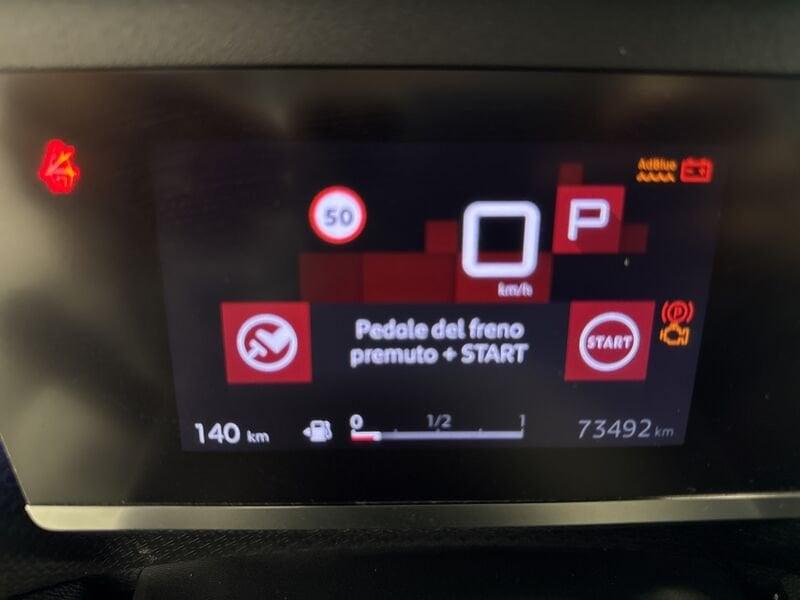 AdBlue
50
0
P
km/h
Pedale del freno
premuto + START
START
P
140 km
0 1/2 1
73492 km